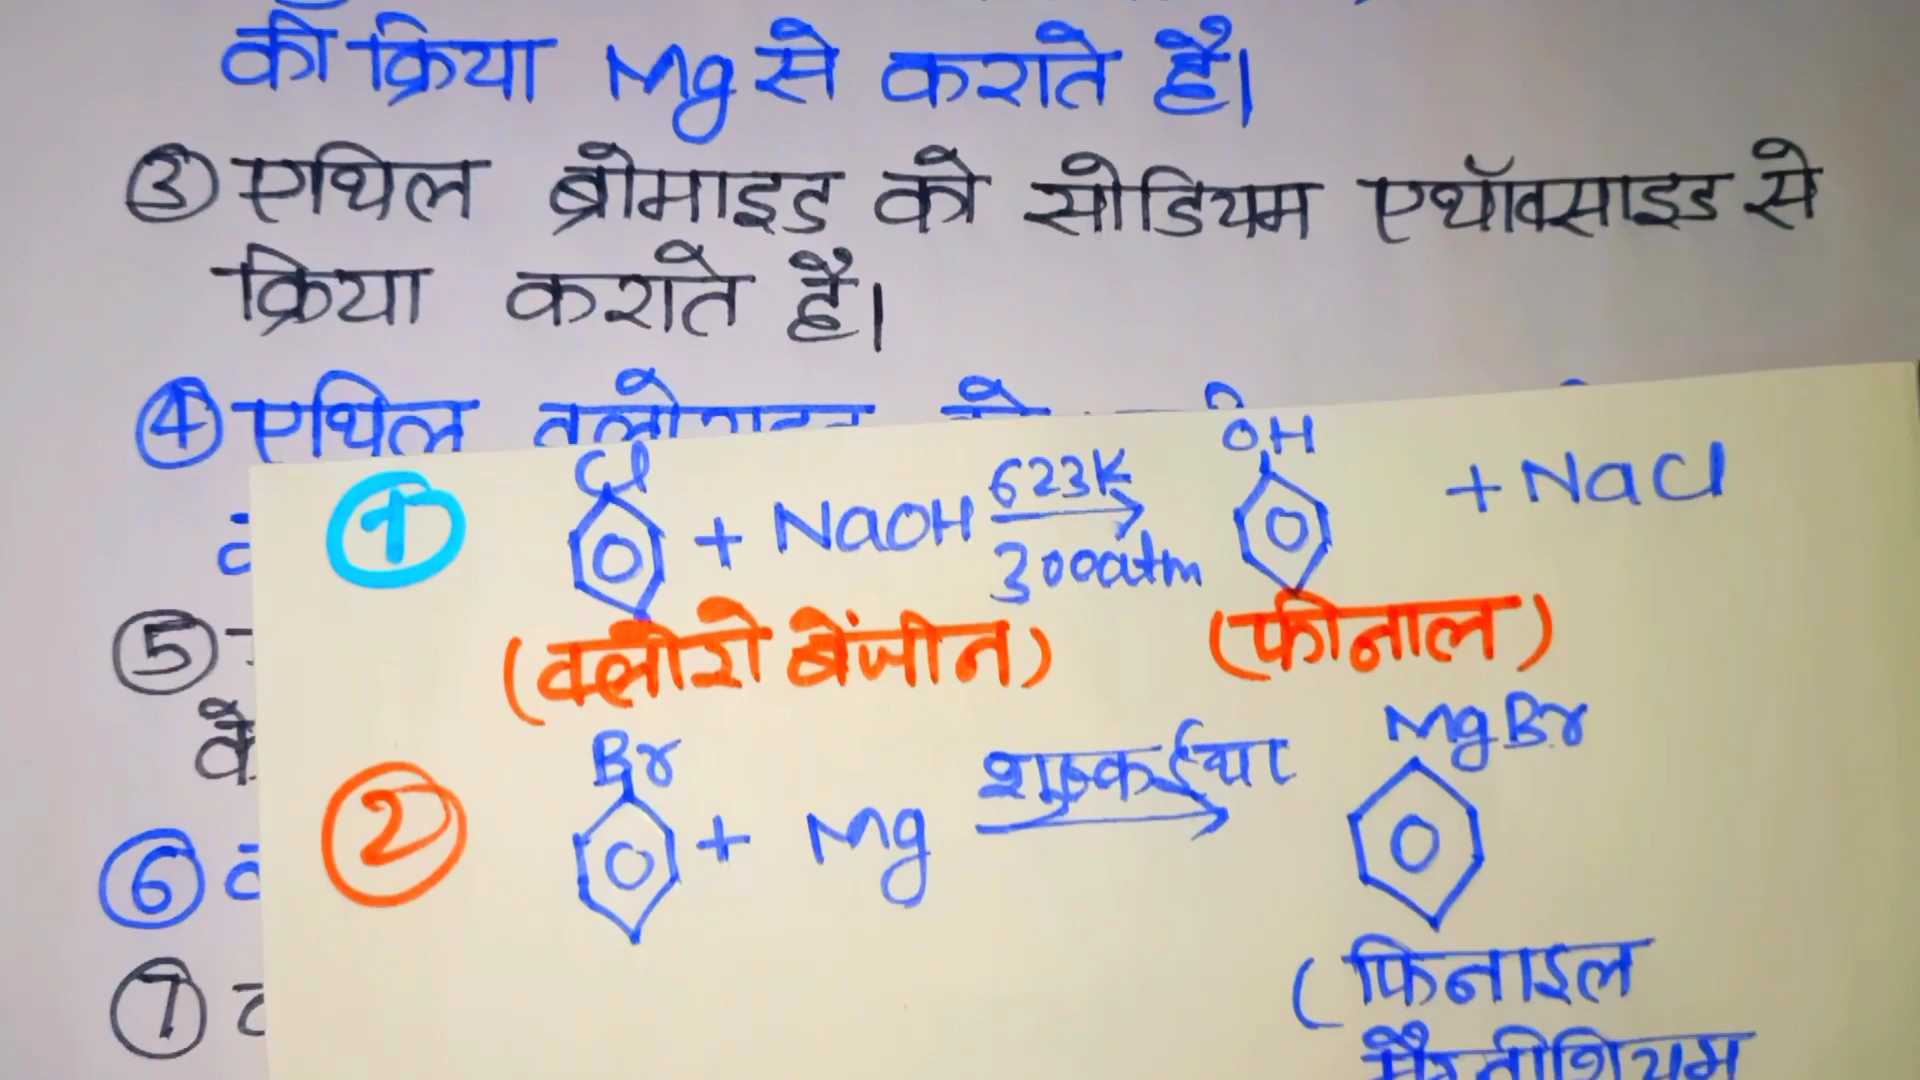 की क्रिया Mg से कराते है।
③ एथिल ब्रोमाइड को सोडियम एथॉक्साइड से
क्रिया कराते है।
④ एथिल
① Cl + NaOH 623K 300atm OH + NaCl
(क्लोरो बेंजीन) (फीनाल)
⑤
② Br + Mg शुष्क ईथर MgBr
⑥
(फिनाइल
⑦
मैग्नीशियम